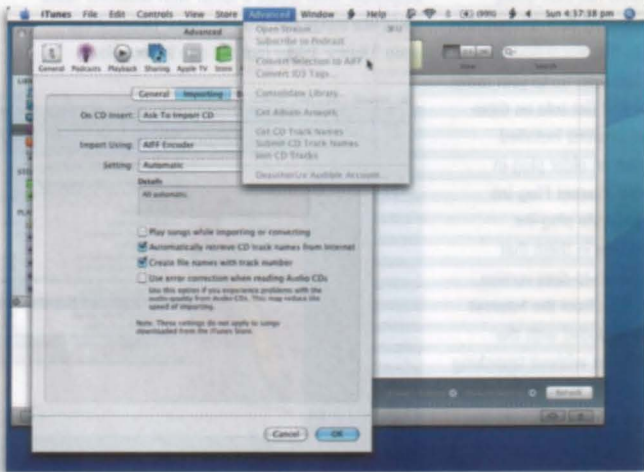 iTunes File Edit Controls View Store Advanced Window Help (99%) Sun 4:57:38 pm
Advanced
Open Stream...
Subscribe to Podcast...
Convert Selection to AIFF
Convert ID3 Tags...
Consolidate Library...
Get Album Artwork
Get CD Track Names
Submit CD Track Names
Join CD Tracks
Deauthorize Audible Account...
General Podcasts Playback Sharing Apple TV Store
General Importing
On CD Insert: Ask To Import CD
Import Using: AIFF Encoder
Setting: Automatic
Details
All automatic.
Play songs while importing or converting
Automatically retrieve CD track names from Internet
Create file names with track number
Use error correction when reading Audio CDs
Use this option if you experience problems with the
audio quality from Audio CDs. This may reduce the
speed of importing.
Note: These settings do not apply to songs
downloaded from the iTunes Store.
Cancel OK